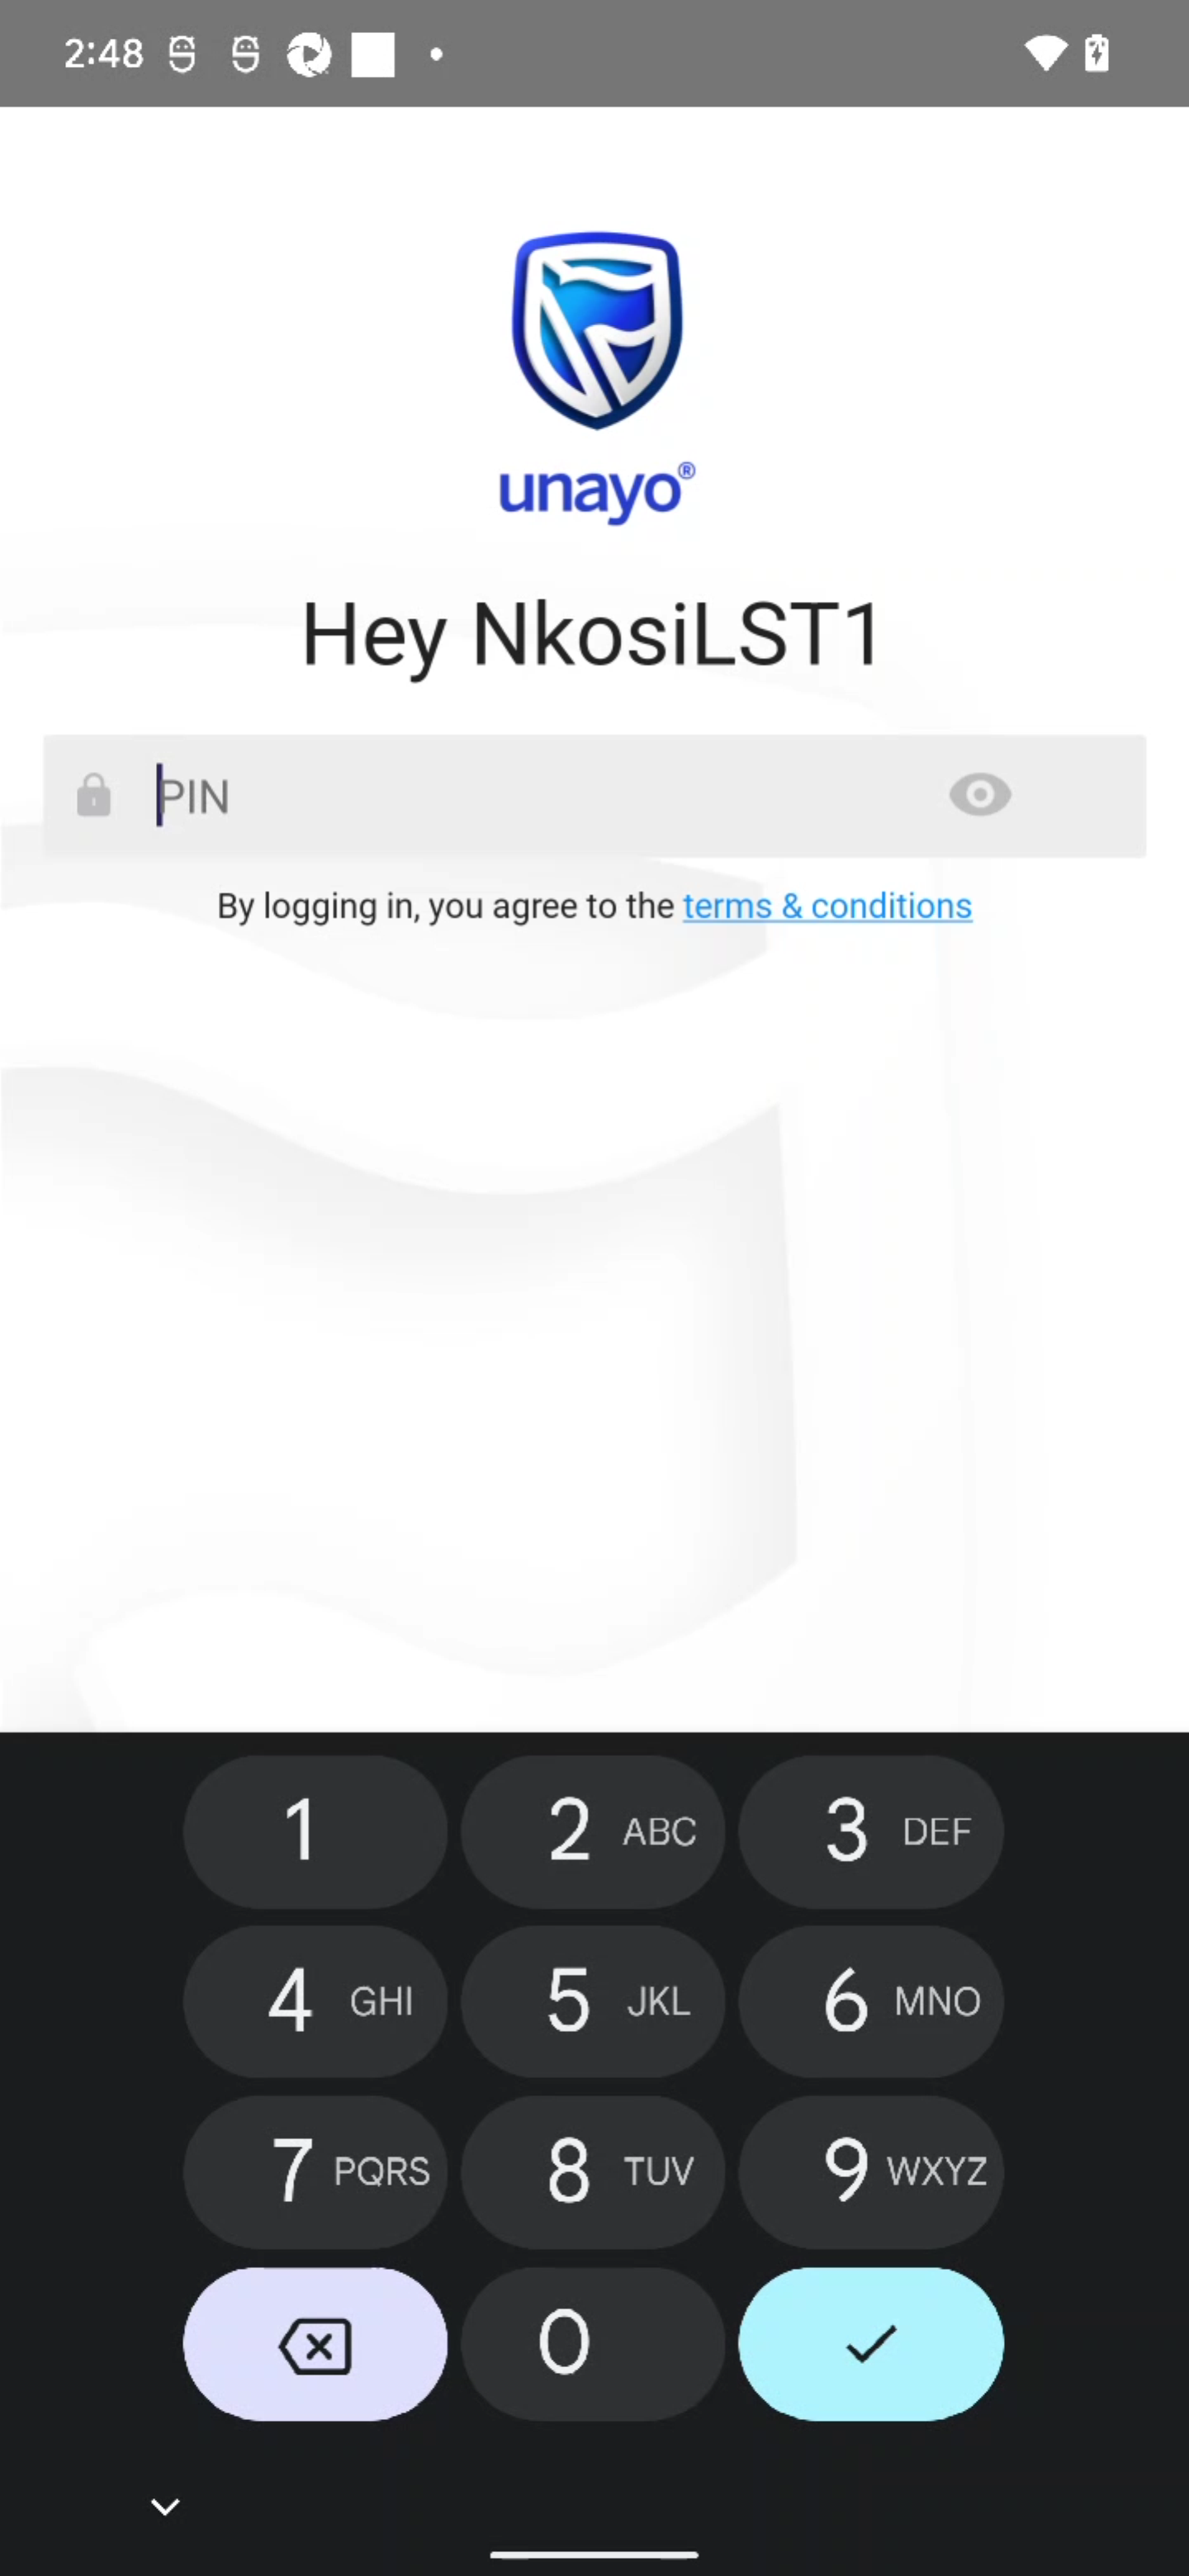 2:48
unayo®
Hey NkosiLST1
PIN
By logging in, you agree to the terms & conditions
1
2 ABC
3 DEF
4 GHI
5 JKL
6 MNO
7 PQRS
8 TUV
9 WXYZ
0